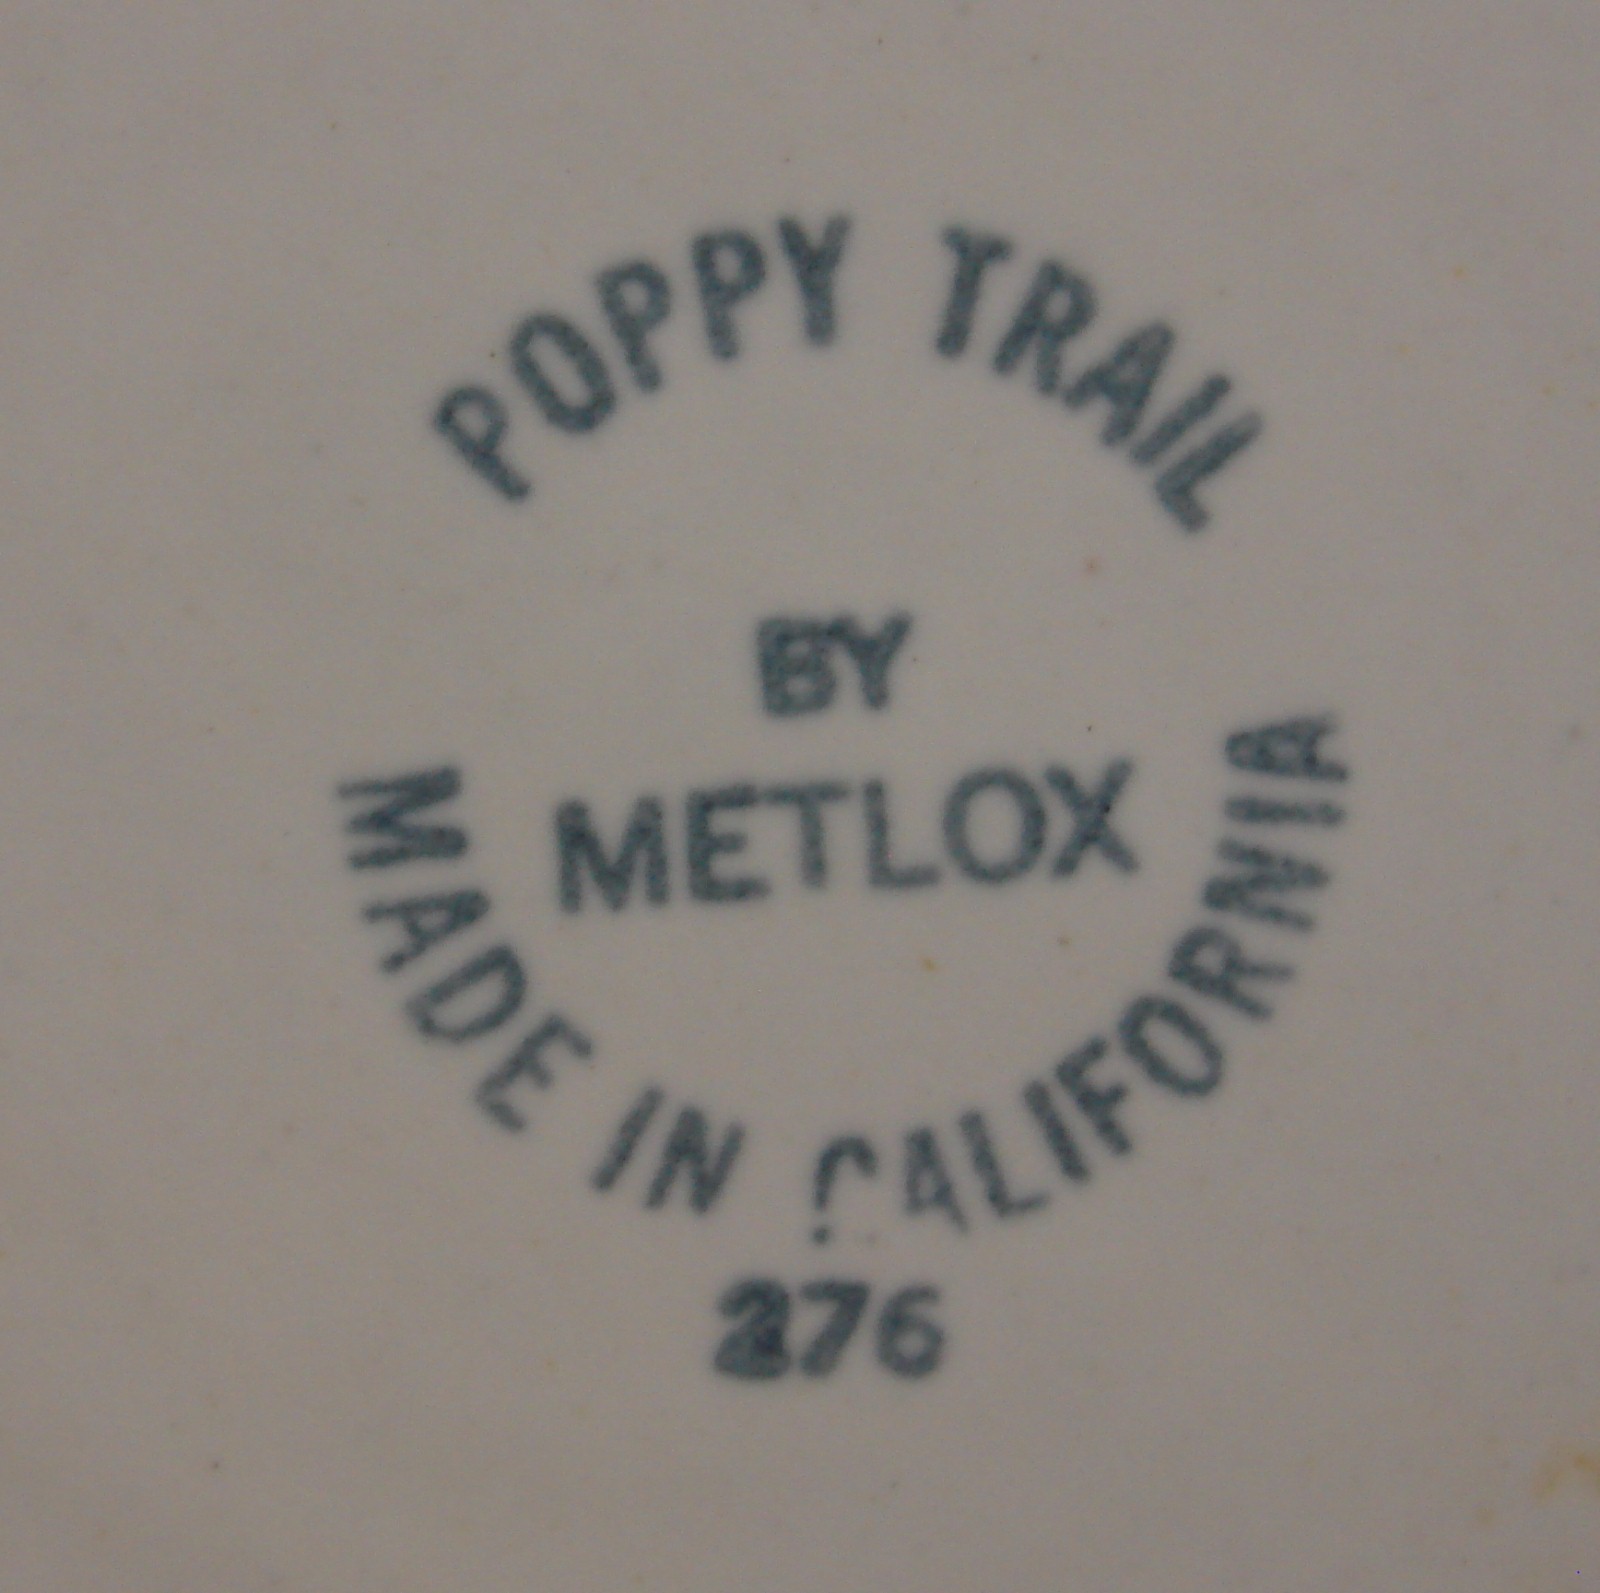 POPPY TRAIL
BY
METLOX
MADE IN CALIFORNIA
276